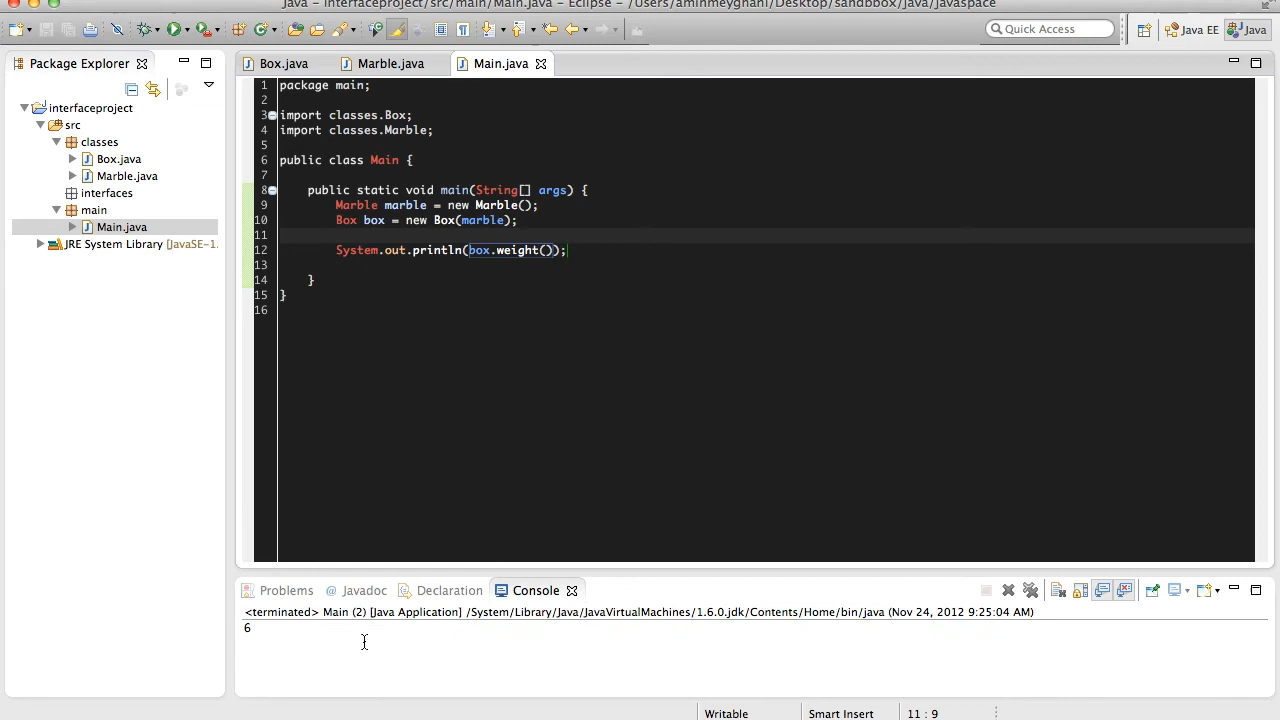 Java - interfaceproject/src/main/Main.java - Eclipse - /Users/aminmeyghani/Desktop/sandbbox/java/javaspace
Quick Access
Java EE
Java
Package Explorer
interfaceproject
src
classes
Box.java
Marble.java
interfaces
main
Main.java
JRE System Library [JavaSE-1.
Box.java
Marble.java
Main.java
1 package main;
2
3 import classes.Box;
4 import classes.Marble;
5
6 public class Main {
7
8 public static void main(String[] args) {
9 Marble marble = new Marble();
10 Box box = new Box(marble);
11
12 System.out.println(box.weight());
13
14 }
15 }
16
Problems @ Javadoc Declaration Console
<terminated> Main (2) [Java Application] /System/Library/Java/JavaVirtualMachines/1.6.0.jdk/Contents/Home/bin/java (Nov 24, 2012 9:25:04 AM)
6
Writable Smart Insert 11 : 9